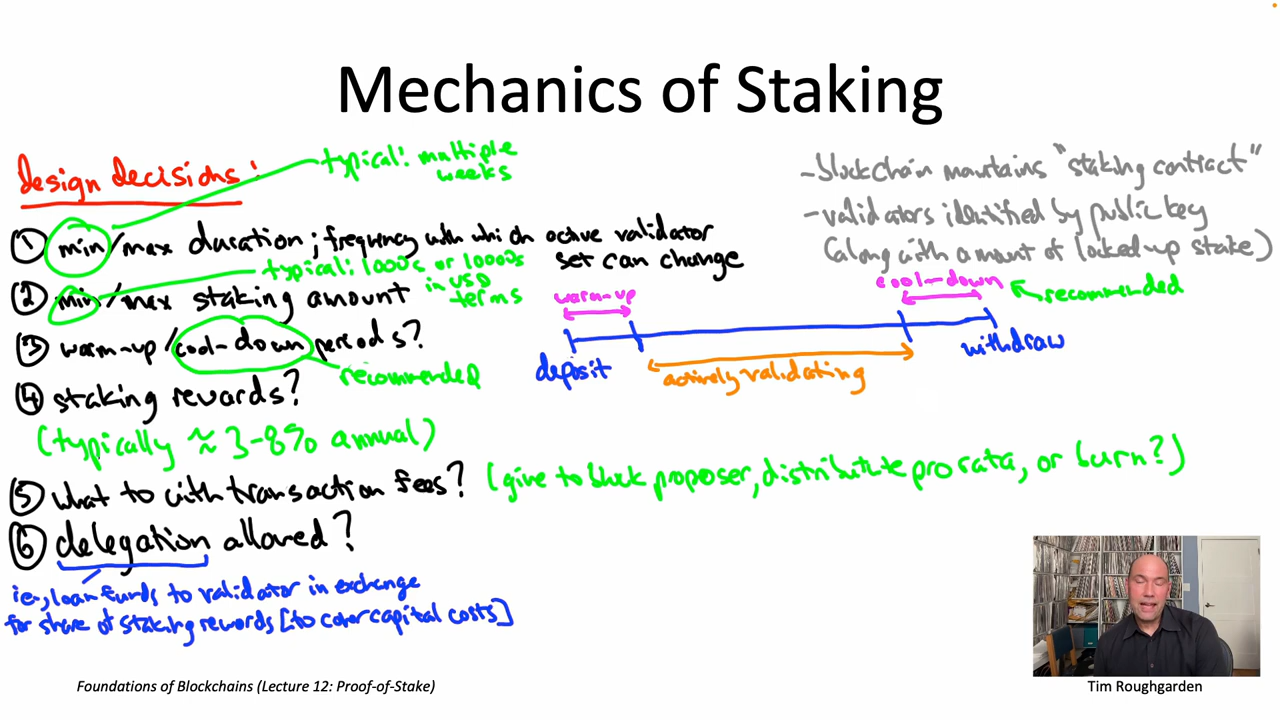 Mechanics of Staking
design decisions:
typical: multiple
weeks
① min/max duration; frequency with which active validator
set can change
typical: 1000s or 10000s
in USD
terms
② min/max staking amount
③ warm-up/cool-down periods?
recommended
④ staking rewards?
(typically ≈ 3-8% annual)
⑤ what to with transaction fees? (give to block proposer, distribute pro rata, or burn?)
⑥ delegation allowed?
i.e., loan funds to validator in exchange
for share of staking rewards [to cover capital costs]
- blockchain maintains "staking contract"
- validators identified by public key
(along with amount of locked-up stake)
warm-up
cool-down
recommended
deposit
actively validating
withdraw
Foundations of Blockchains (Lecture 12: Proof-of-Stake)
Tim Roughgarden